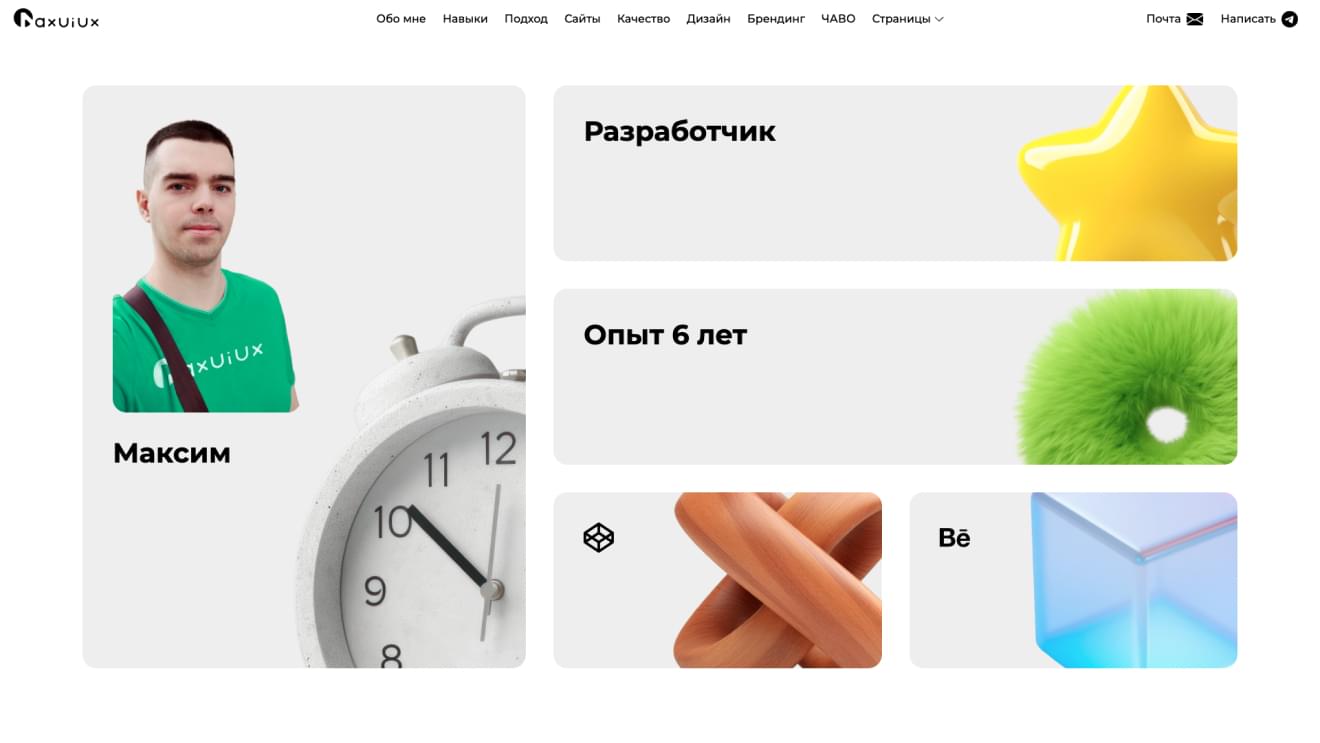 MaxUiUx
Обо мне
Навыки
Подход
Сайты
Качество
Дизайн
Брендинг
ЧАВО
Страницы
Почта
Написать
axUiUx
Максим
12
11
10
9
8
Разработчик
Опыт 6 лет
Bē